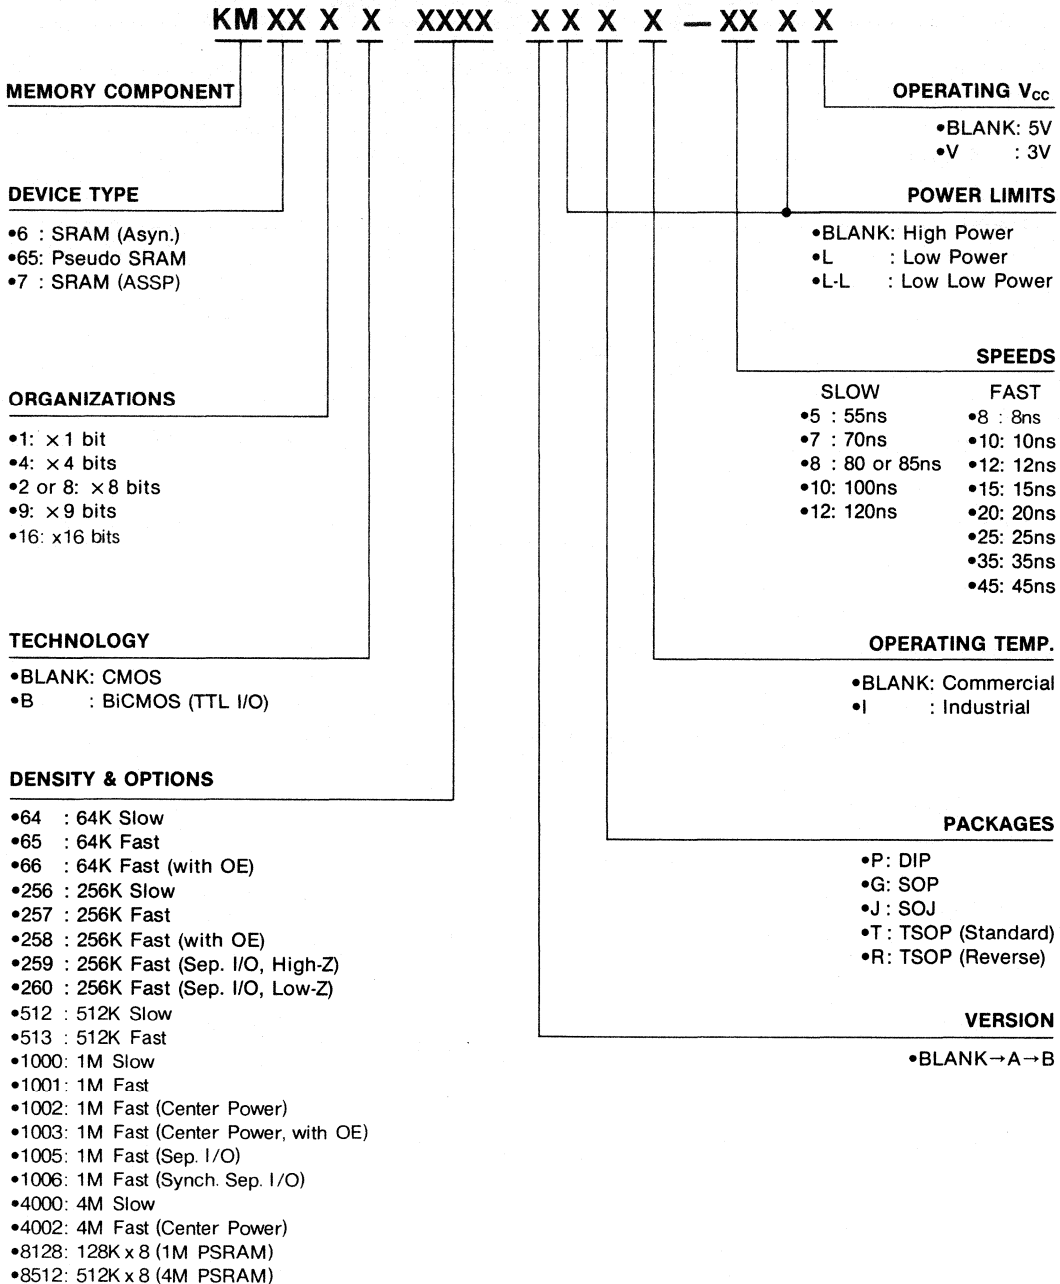 KM XX X X XXXX X X X X — XX X X
MEMORY COMPONENT
DEVICE TYPE
•6 : SRAM (Asyn.)
•65: Pseudo SRAM
•7 : SRAM (ASSP)
ORGANIZATIONS
•1: ×1 bit
•4: ×4 bits
•2 or 8: ×8 bits
•9: ×9 bits
•16: x16 bits
TECHNOLOGY
•BLANK: CMOS
•B : BiCMOS (TTL I/O)
DENSITY & OPTIONS
•64 : 64K Slow
•65 : 64K Fast
•66 : 64K Fast (with OE)
•256 : 256K Slow
•257 : 256K Fast
•258 : 256K Fast (with OE)
•259 : 256K Fast (Sep. I/O, High-Z)
•260 : 256K Fast (Sep. I/O, Low-Z)
•512 : 512K Slow
•513 : 512K Fast
•1000: 1M Slow
•1001: 1M Fast
•1002: 1M Fast (Center Power)
•1003: 1M Fast (Center Power, with OE)
•1005: 1M Fast (Sep. I/O)
•1006: 1M Fast (Synch. Sep. I/O)
•4000: 4M Slow
•4002: 4M Fast (Center Power)
•8128: 128K x 8 (1M PSRAM)
•8512: 512K x 8 (4M PSRAM)
OPERATING Vcc
•BLANK: 5V
•V : 3V
POWER LIMITS
•BLANK: High Power
•L : Low Power
•L-L : Low Low Power
SPEEDS
SLOW
•5 : 55ns
•7 : 70ns
•8 : 80 or 85ns
•10: 100ns
•12: 120ns
FAST
•8 : 8ns
•10: 10ns
•12: 12ns
•15: 15ns
•20: 20ns
•25: 25ns
•35: 35ns
•45: 45ns
OPERATING TEMP.
•BLANK: Commercial
•I : Industrial
PACKAGES
•P: DIP
•G: SOP
•J : SOJ
•T : TSOP (Standard)
•R: TSOP (Reverse)
VERSION
•BLANK→A→B